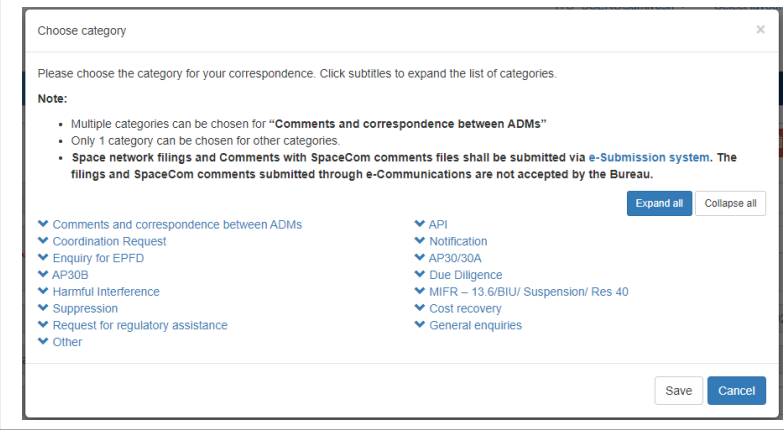 Choose category
×
Please choose the category for your correspondence. Click subtitles to expand the list of categories.
Note:
• Multiple categories can be chosen for “Comments and correspondence between ADMs”
• Only 1 category can be chosen for other categories.
• Space network filings and Comments with SpaceCom comments files shall be submitted via e-Submission system. The
filings and SpaceCom comments submitted through e-Communications are not accepted by the Bureau.
Expand all
Collapse all
Comments and correspondence between ADMs
Coordination Request
Enquiry for EPFD
AP30B
Harmful Interference
Suppression
Request for regulatory assistance
Other
API
Notification
AP30/30A
Due Diligence
MIFR – 13.6/BIU/ Suspension/ Res 40
Cost recovery
General enquiries
Save
Cancel